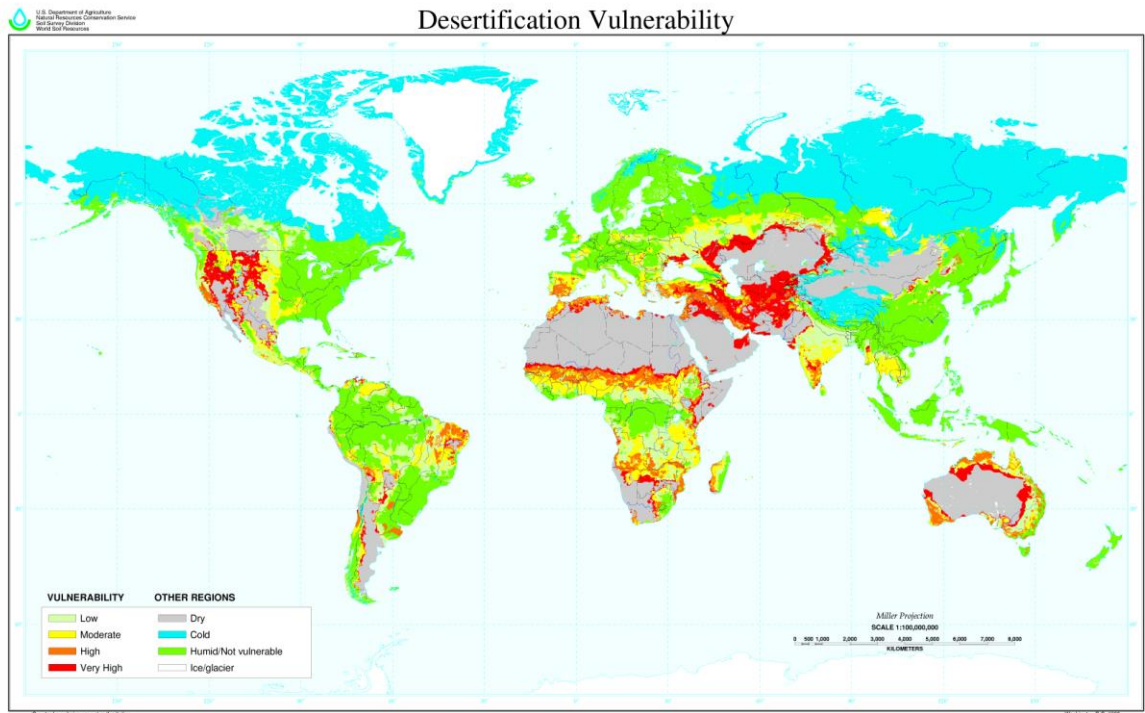 U.S. Department of Agriculture
Natural Resources Conservation Service
Soil Survey Division
World Soil Resources
Desertification Vulnerability
VULNERABILITY
Low
Moderate
High
Very High
OTHER REGIONS
Dry
Cold
Humid/Not vulnerable
Ice/glacier
Miller Projection
SCALE 1:100,000,000
0 500 1,000 2,000 3,000 4,000 5,000 6,000 7,000 8,000
KILOMETERS